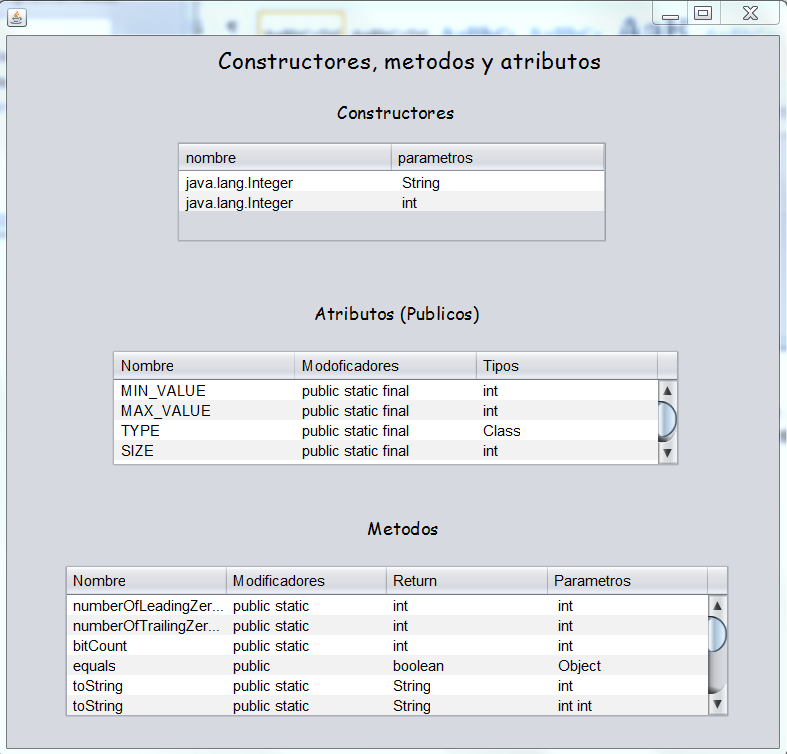 Constructores, metodos y atributos
Constructores
nombre parametros
java.lang.Integer String
java.lang.Integer int
Atributos (Publicos)
Nombre Modoficadores Tipos
MIN_VALUE public static final int
MAX_VALUE public static final int
TYPE public static final Class
SIZE public static final int
Metodos
Nombre Modificadores Return Parametros
numberOfLeadingZer... public static int int
numberOfTrailingZer... public static int int
bitCount public static int int
equals public boolean Object
toString public static String int
toString public static String int int